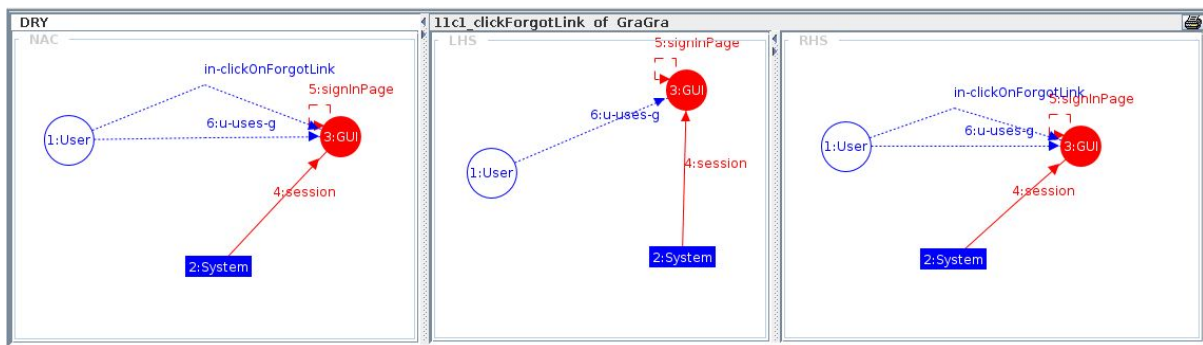 DRY
11c1_clickForgotLink of GraGra
NAC
in-clickOnForgotLink
5:signInPage
6:u-uses-g
1:User
3:GUI
4:session
2:System
LHS
5:signInPage
3:GUI
6:u-uses-g
1:User
4:session
2:System
RHS
in-clickOnForgotLink
5:signInPage
6:u-uses-g
1:User
3:GUI
4:session
2:System